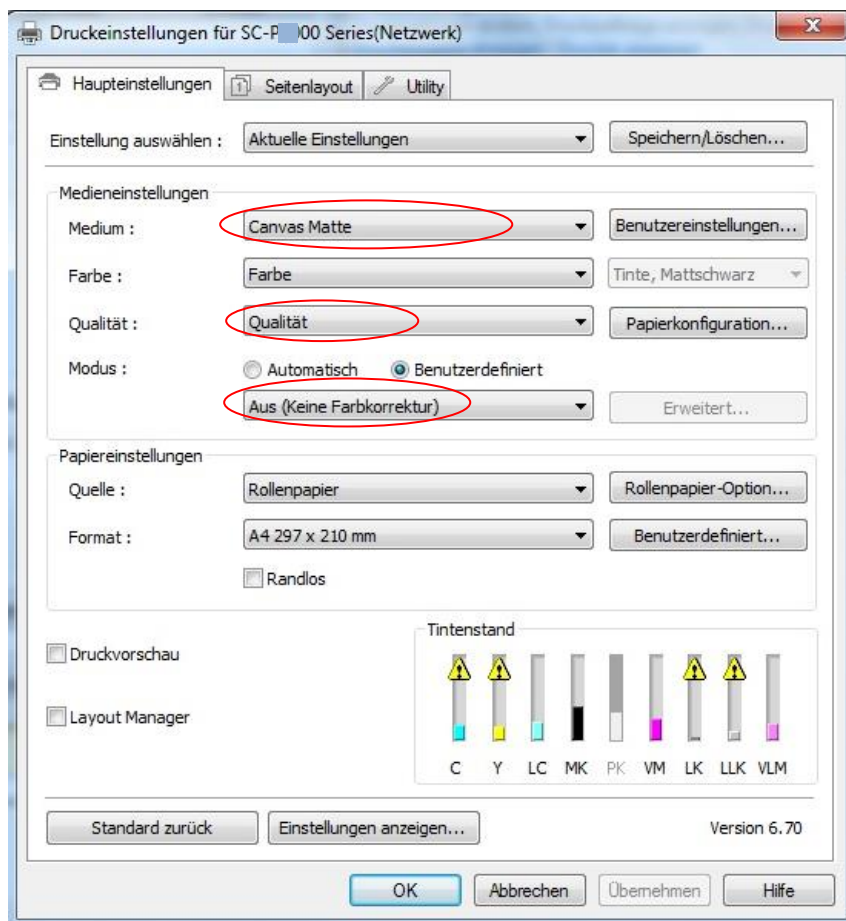 Druckeinstellungen für SC-P 00 Series(Netzwerk)
Haupteinstellungen Seitenlayout Utility
Einstellung auswählen : Aktuelle Einstellungen Speichern/Löschen...
Medieneinstellungen
Medium : Canvas Matte Benutzereinstellungen...
Farbe : Farbe Tinte, Mattschwarz
Qualität : Qualität Papierkonfiguration...
Modus : Automatisch Benutzerdefiniert
Aus (Keine Farbkorrektur) Erweitert...
Papiereinstellungen
Quelle : Rollenpapier Rollenpapier-Option...
Format : A4 297 x 210 mm Benutzerdefiniert...
Randlos
Druckvorschau
Layout Manager
Tintenstand
C Y LC MK PK VM LK LLK VLM
Standard zurück Einstellungen anzeigen... Version 6.70
OK Abbrechen Übernehmen Hilfe